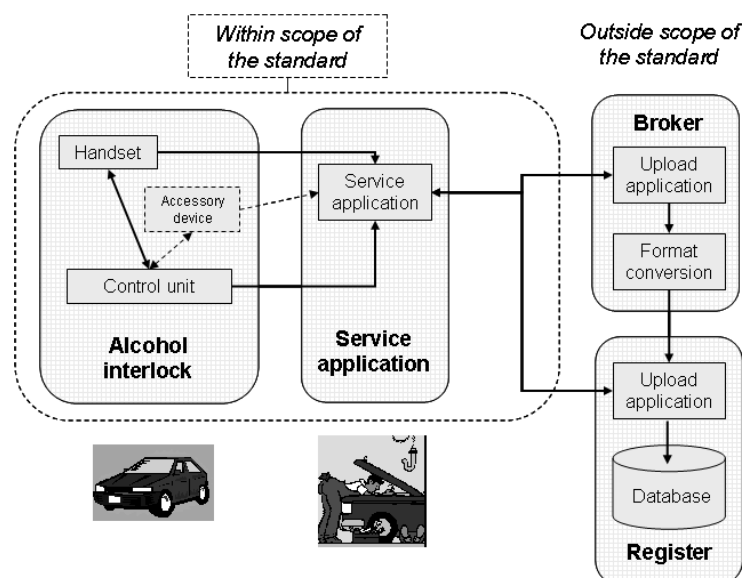 Within scope of
the standard
Outside scope of
the standard
Handset
Accessory
device
Control unit
Alcohol
interlock
Service
application
Service
application
Broker
Upload
application
Format
conversion
Upload
application
Database
Register